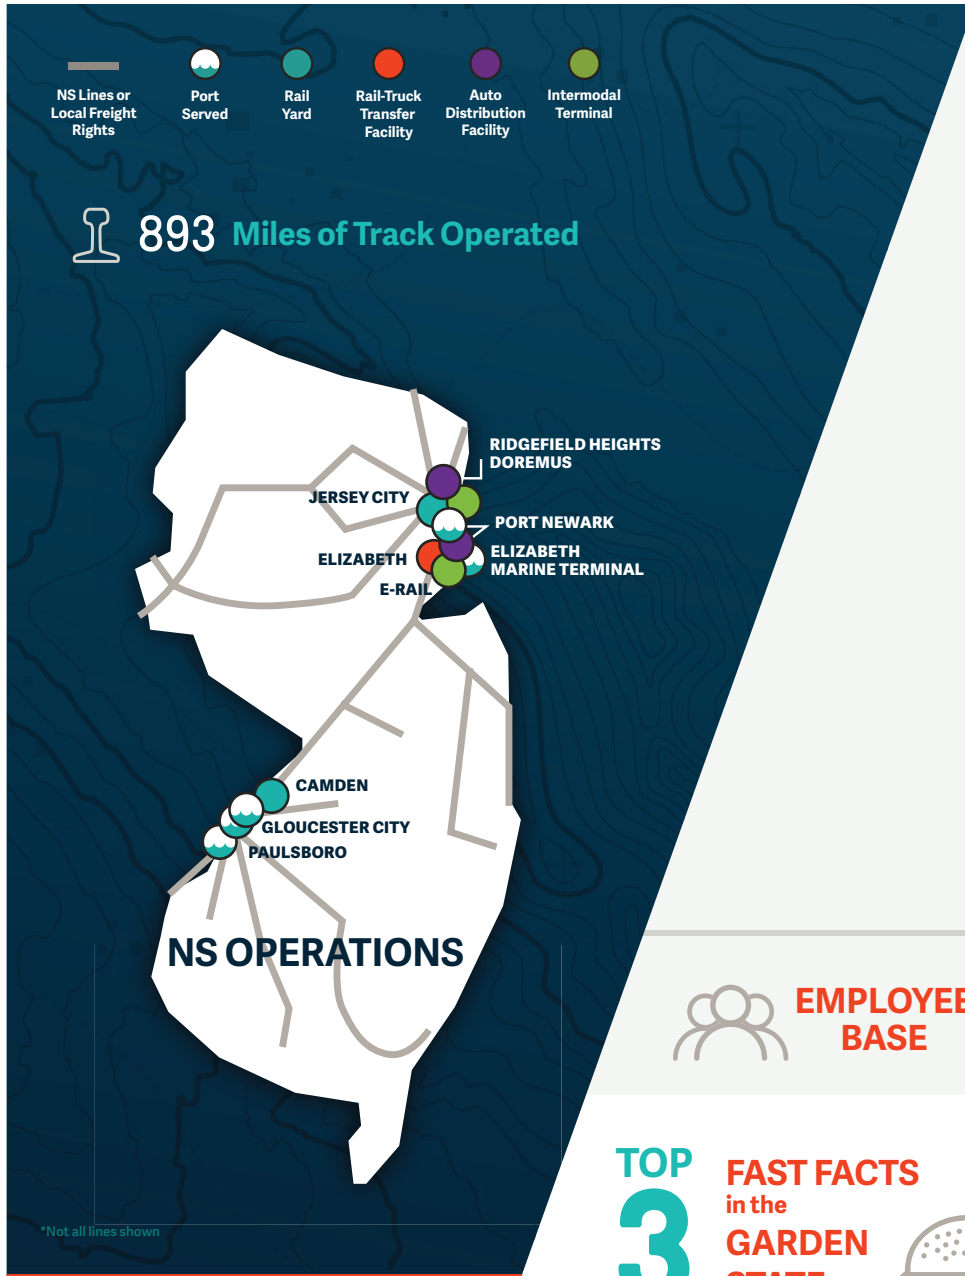 NS Lines or
Local Freight
Rights
Port
Served
Rail
Yard
Rail-Truck
Transfer
Facility
Auto
Distribution
Facility
Intermodal
Terminal
893 Miles of Track Operated
RIDGEFIELD HEIGHTS
DOREMUS
JERSEY CITY
PORT NEWARK
ELIZABETH
ELIZABETH
MARINE TERMINAL
E-RAIL
CAMDEN
GLOUCESTER CITY
PAULSBORO
NS OPERATIONS
*Not all lines shown
EMPLOYEE
BASE
TOP
3
FAST FACTS
in the
GARDEN
STATE